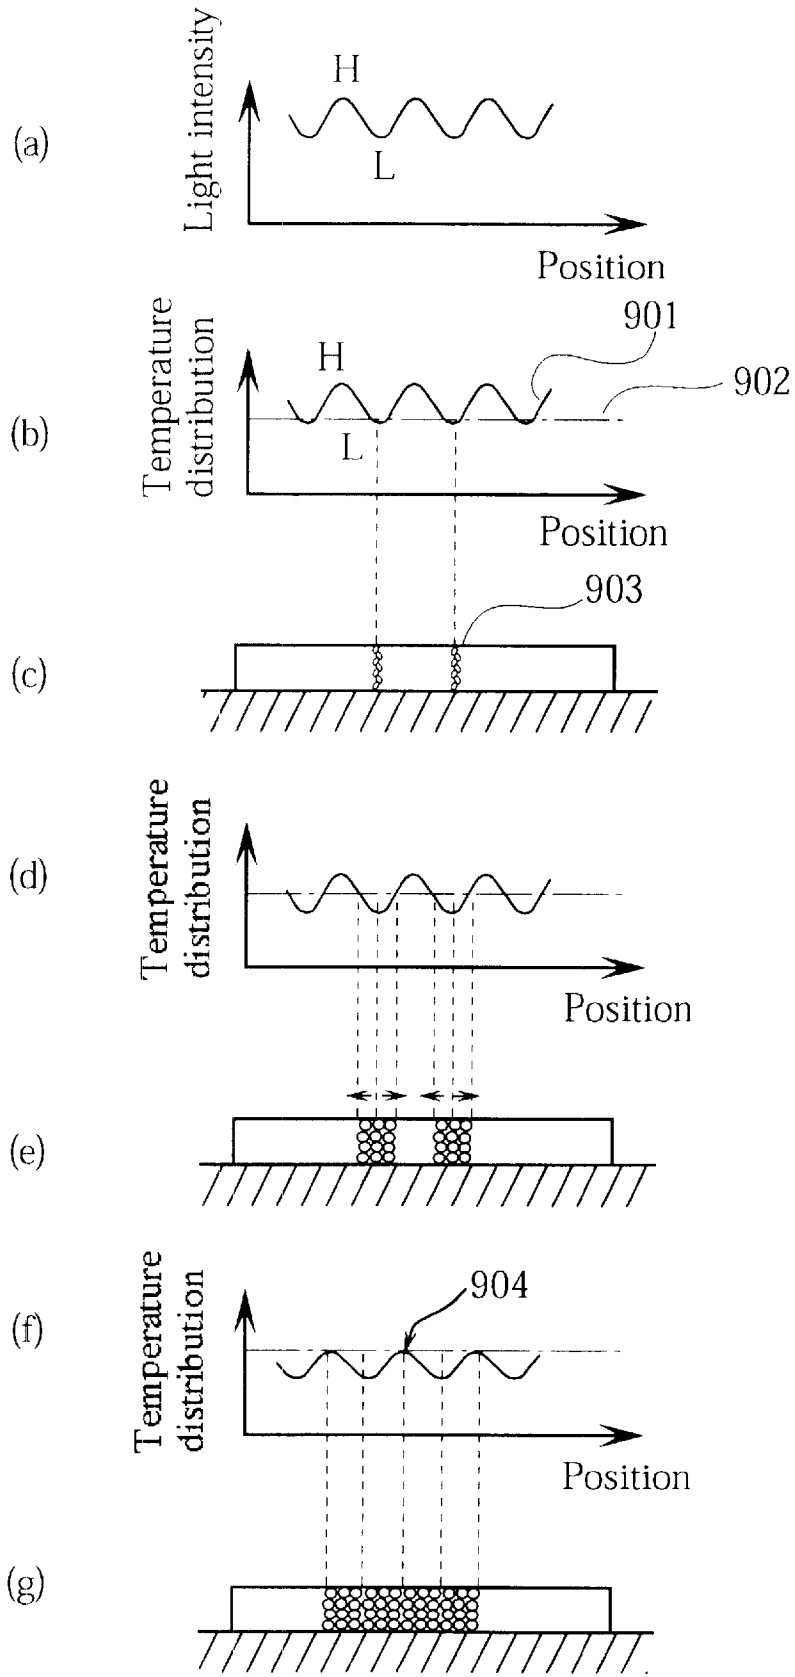 (a)
Light intensity
H
L
Position
(b)
Temperature
distribution
H
L
901
902
Position
(c)
903
(d)
Temperature
distribution
Position
(e)
(f)
Temperature
distribution
904
Position
(g)